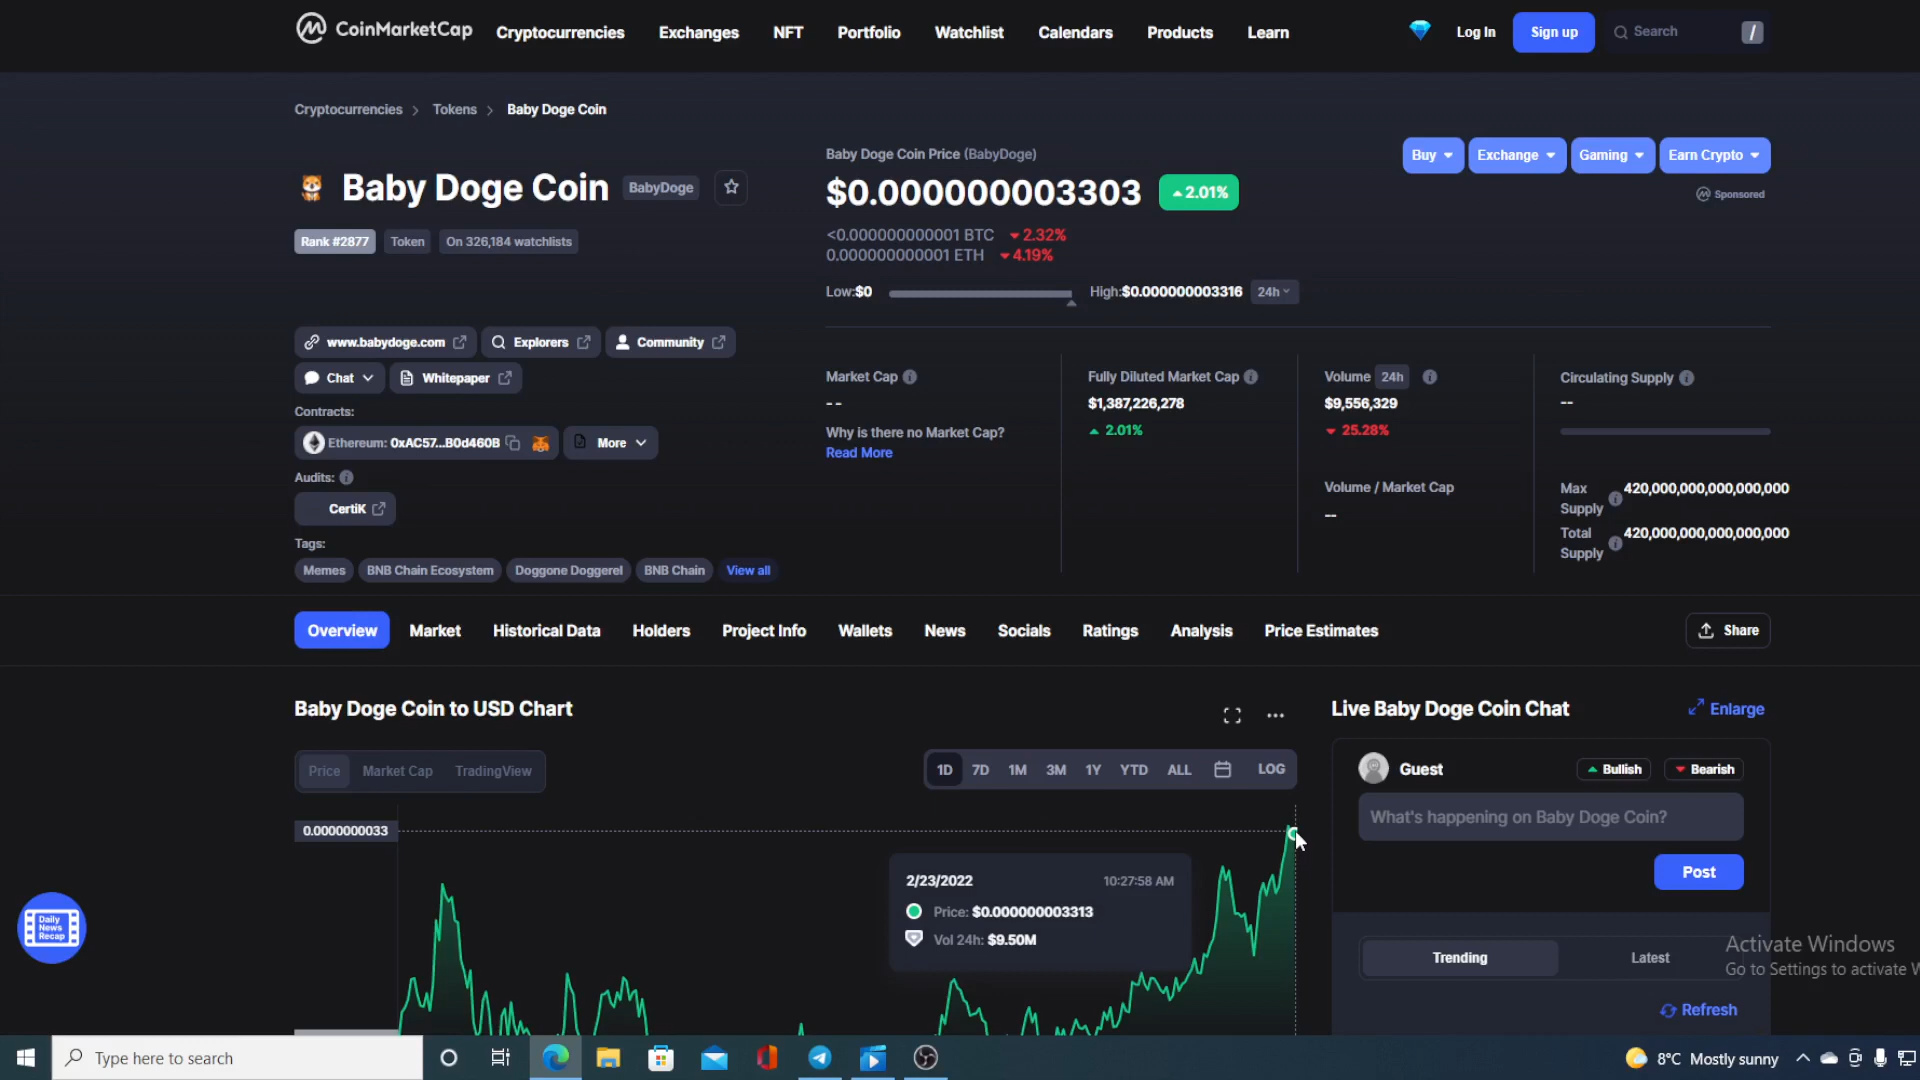 CoinMarketCap Cryptocurrencies Exchanges NFT Portfolio Watchlist Calendars Products Learn Log In Sign up Search /
Cryptocurrencies > Tokens > Baby Doge Coin
Baby Doge Coin BabyDoge
Rank #2877 Token On 326,184 watchlists
www.babydoge.com Explorers Community
Chat Whitepaper
Contracts:
Ethereum: 0xAC57...B0d460B More
Audits:
CertiK
Tags:
Memes BNB Chain Ecosystem Doggone Doggerel BNB Chain View all
Baby Doge Coin Price (BabyDoge)
$0.000000003303 2.01%
<0.000000000001 BTC 2.32%
0.000000000001 ETH 4.19%
Low:$0 High:$0.000000003316 24h
Buy Exchange Gaming Earn Crypto
Sponsored
Market Cap
- -
Why is there no Market Cap?
Read More
Fully Diluted Market Cap
$1,387,226,278
2.01%
Volume 24h
$9,556,329
25.28%
Volume / Market Cap
--
Circulating Supply
--
Max Supply 420,000,000,000,000,000
Total Supply 420,000,000,000,000,000
Overview Market Historical Data Holders Project Info Wallets News Socials Ratings Analysis Price Estimates Share
Baby Doge Coin to USD Chart
Price Market Cap TradingView 1D 7D 1M 3M 1Y YTD ALL LOG
0.0000000033
2/23/2022 10:27:58 AM
Price: $0.000000003313
Vol 24h: $9.50M
Daily
News
Recap
Live Baby Doge Coin Chat Enlarge
Guest Bullish Bearish
What's happening on Baby Doge Coin?
Post
Trending Latest
Refresh
Activate Windows
Go to Settings to activate W
Type here to search 8°C Mostly sunny